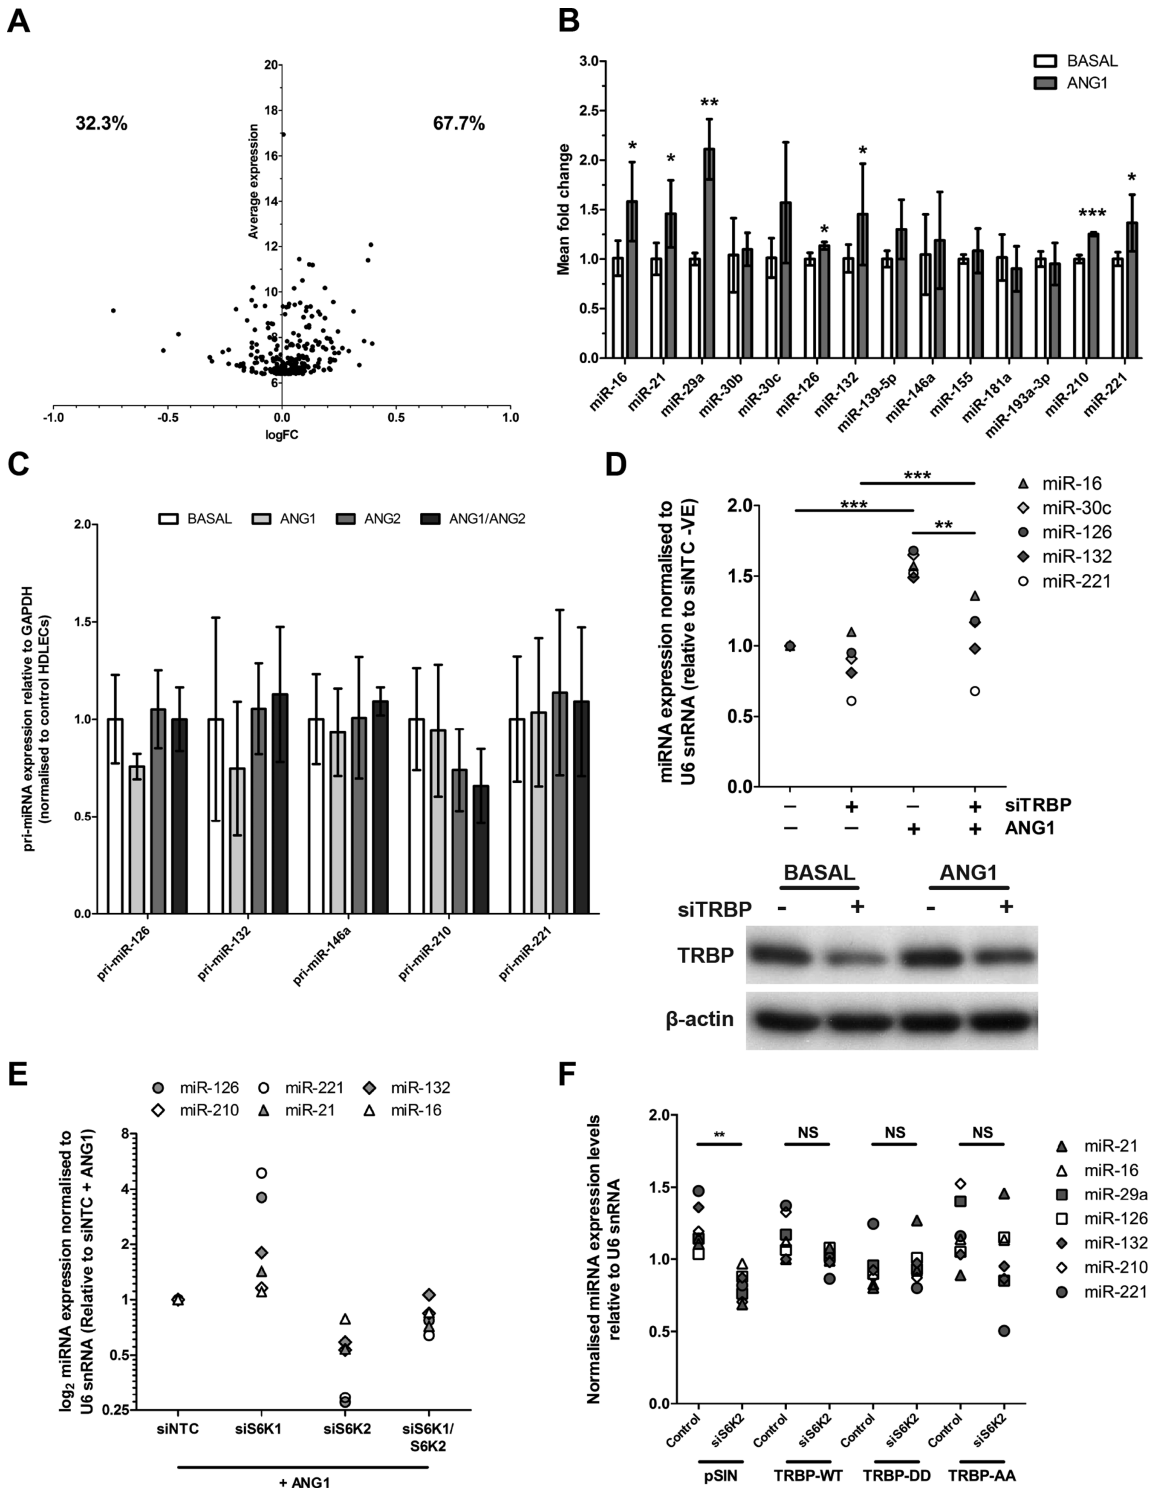 A
20
18
16
14
12
10
8
6
32.3%
67.7%
Average expression
-1.0
-0.5
0.0
0.5
1.0
logFC
B
BASAL
ANG1
3.0
2.5
2.0
1.5
1.0
0.5
0.0
Mean fold change
*
*
**
*
*
***
*
miR-16
miR-21
miR-29a
miR-30b
miR-30c
miR-126
miR-132
miR-139-5p
miR-146a
miR-155
miR-181a
miR-193a-3p
miR-210
miR-221
C
BASAL
ANG1
ANG2
ANG1/ANG2
2.0
1.5
1.0
0.5
0.0
pri-miRNA expression relative to GAPDH
(normalised to control HDLECs)
pri-miR-126
pri-miR-132
pri-miR-146a
pri-miR-210
pri-miR-221
D
***
***
**
miR-16
miR-30c
miR-126
miR-132
miR-221
2.0
1.5
1.0
0.5
0.0
miRNA expression normalised to
U6 snRNA (relative to siNTC -VE)
– + – + siTRBP
– – + + ANG1
BASAL ANG1
siTRBP - + - +
TRBP
β-actin
E
miR-126
miR-221
miR-132
miR-210
miR-21
miR-16
8
4
2
1
0.5
0.25
log2 miRNA expression normalised to
U6 snRNA (Relative to siNTC + ANG1)
siNTC
siS6K1
siS6K2
siS6K1/
S6K2
+ ANG1
F
2.0
1.5
1.0
0.5
0.0
Normalised miRNA expression levels
relative to U6 snRNA
**
NS
NS
NS
miR-21
miR-16
miR-29a
miR-126
miR-132
miR-210
miR-221
Control
siS6K2
Control
siS6K2
Control
siS6K2
Control
siS6K2
pSIN
TRBP-WT
TRBP-DD
TRBP-AA